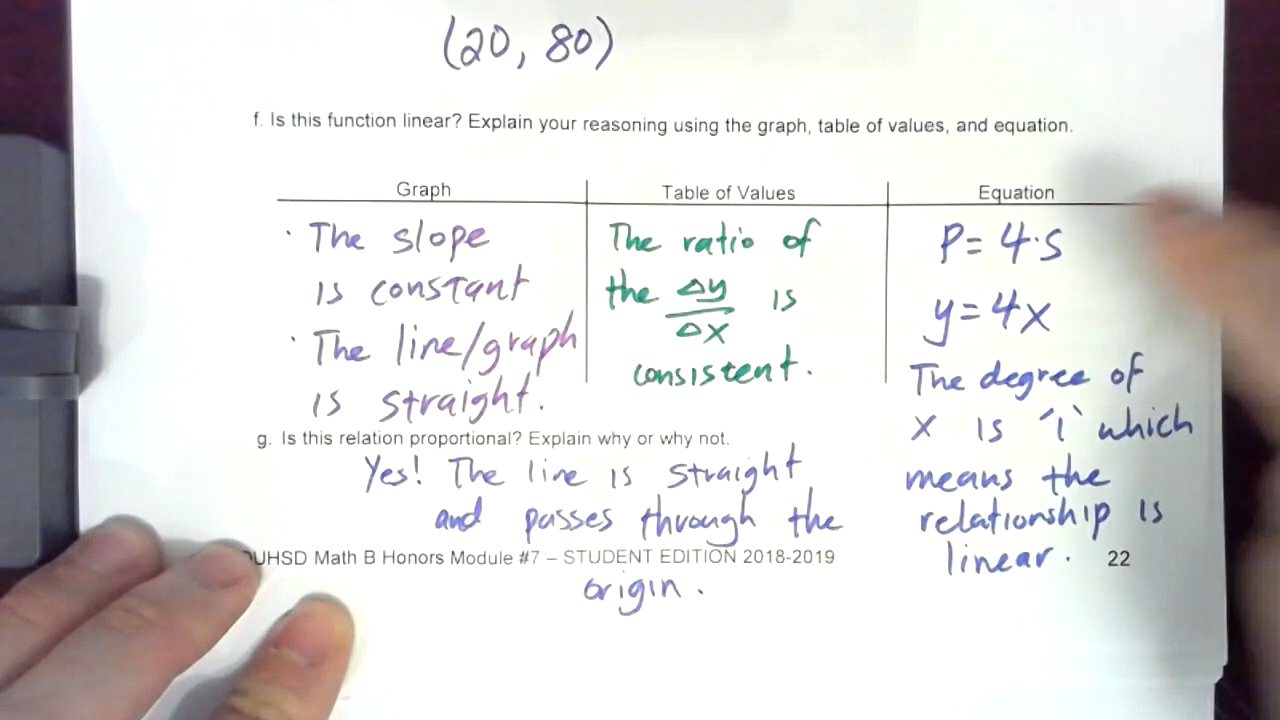 (20, 80)
f. Is this function linear? Explain your reasoning using the graph, table of values, and equation.
Graph
· The slope
is constant
· The line/graph
is straight.
Table of Values
The ratio of
the Δy/Δx is
consistent.
Equation
P = 4·S
y = 4x
The degree of
x is '1' which
means the
relationship is
linear.
g. Is this relation proportional? Explain why or why not.
Yes! The line is straight
and passes through the
origin.
UHSD Math B Honors Module #7 – STUDENT EDITION 2018-2019
22